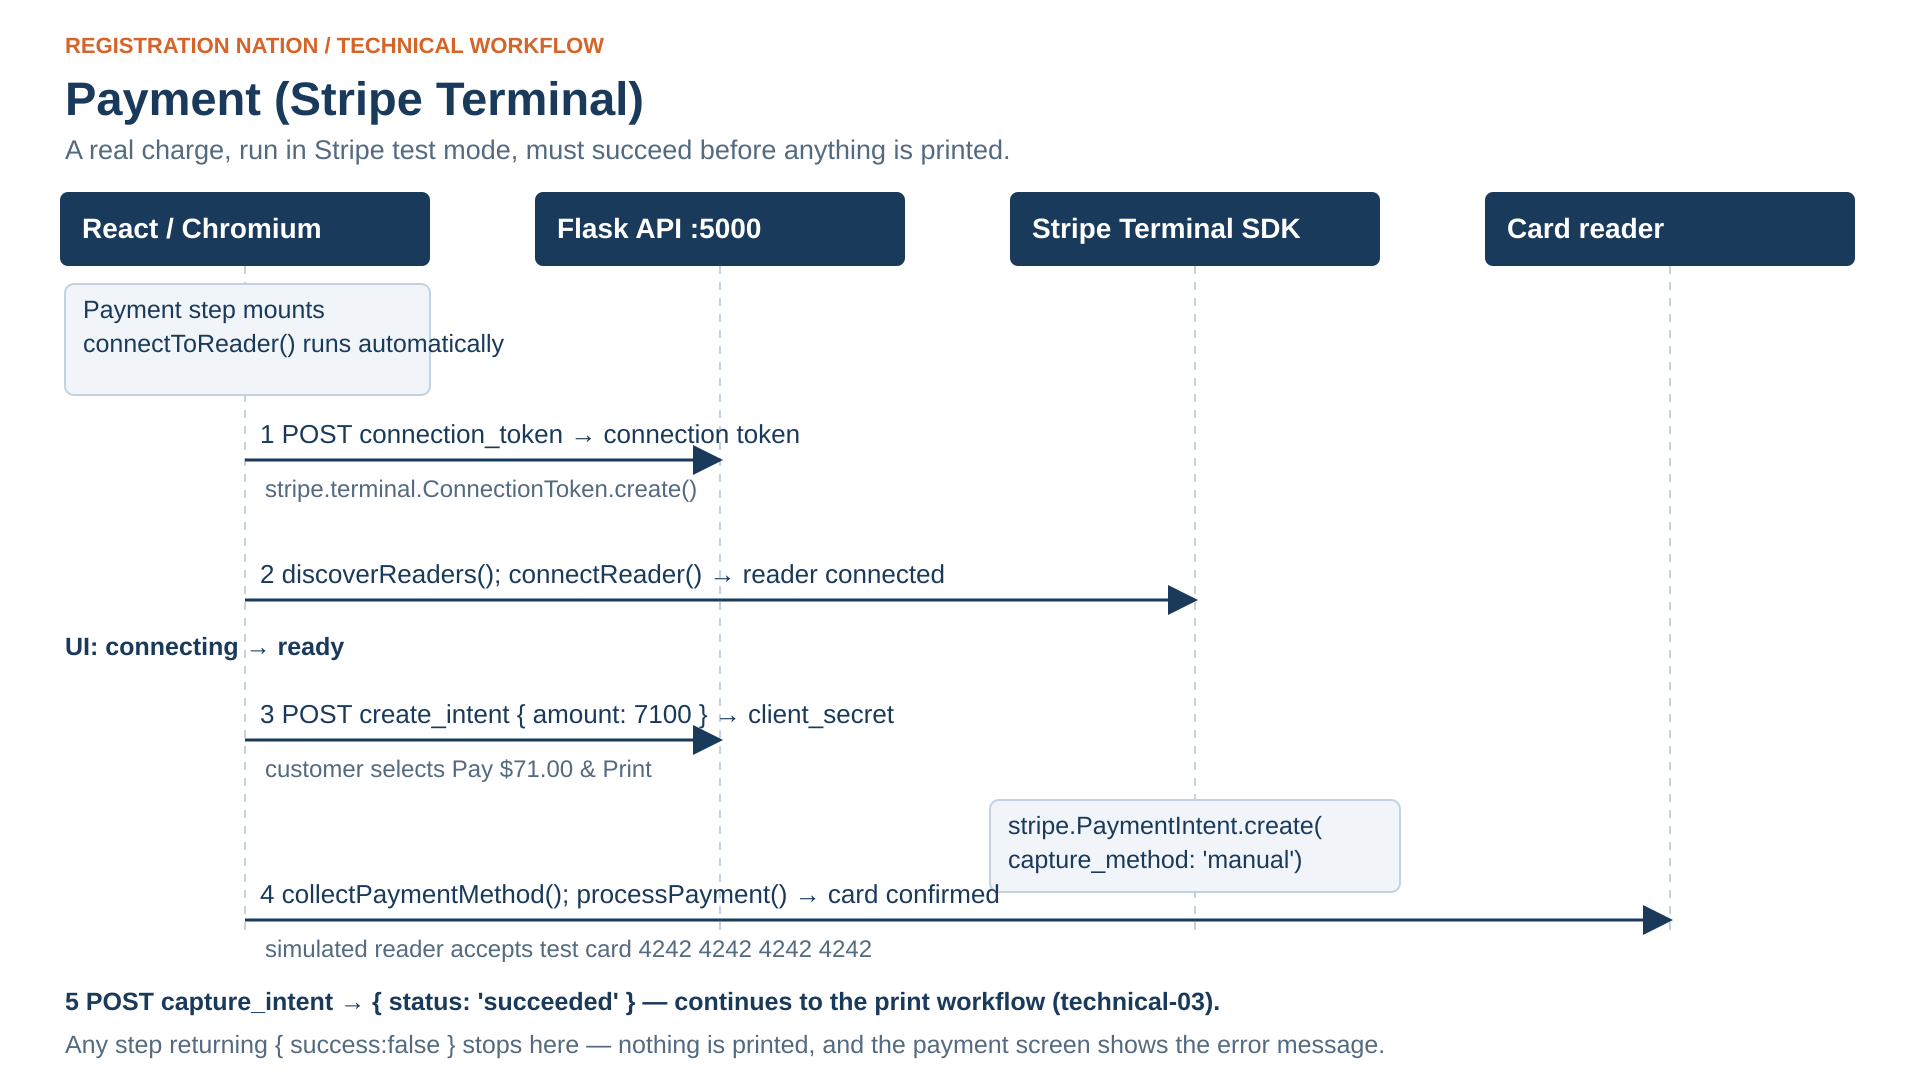 REGISTRATION NATION / TECHNICAL WORKFLOW
Payment (Stripe Terminal)
A real charge, run in Stripe test mode, must succeed before anything is printed.
React / Chromium
Flask API :5000
Stripe Terminal SDK
Card reader
Payment step mounts
connectToReader() runs automatically
1 POST connection_token → connection token
stripe.terminal.ConnectionToken.create()
2 discoverReaders(); connectReader() → reader connected
UI: connecting → ready
3 POST create_intent { amount: 7100 } → client_secret
customer selects Pay $71.00 & Print
stripe.PaymentIntent.create(
capture_method: 'manual')
4 collectPaymentMethod(); processPayment() → card confirmed
simulated reader accepts test card 4242 4242 4242 4242
5 POST capture_intent → { status: 'succeeded' } — continues to the print workflow (technical-03).
Any step returning { success:false } stops here — nothing is printed, and the payment screen shows the error message.